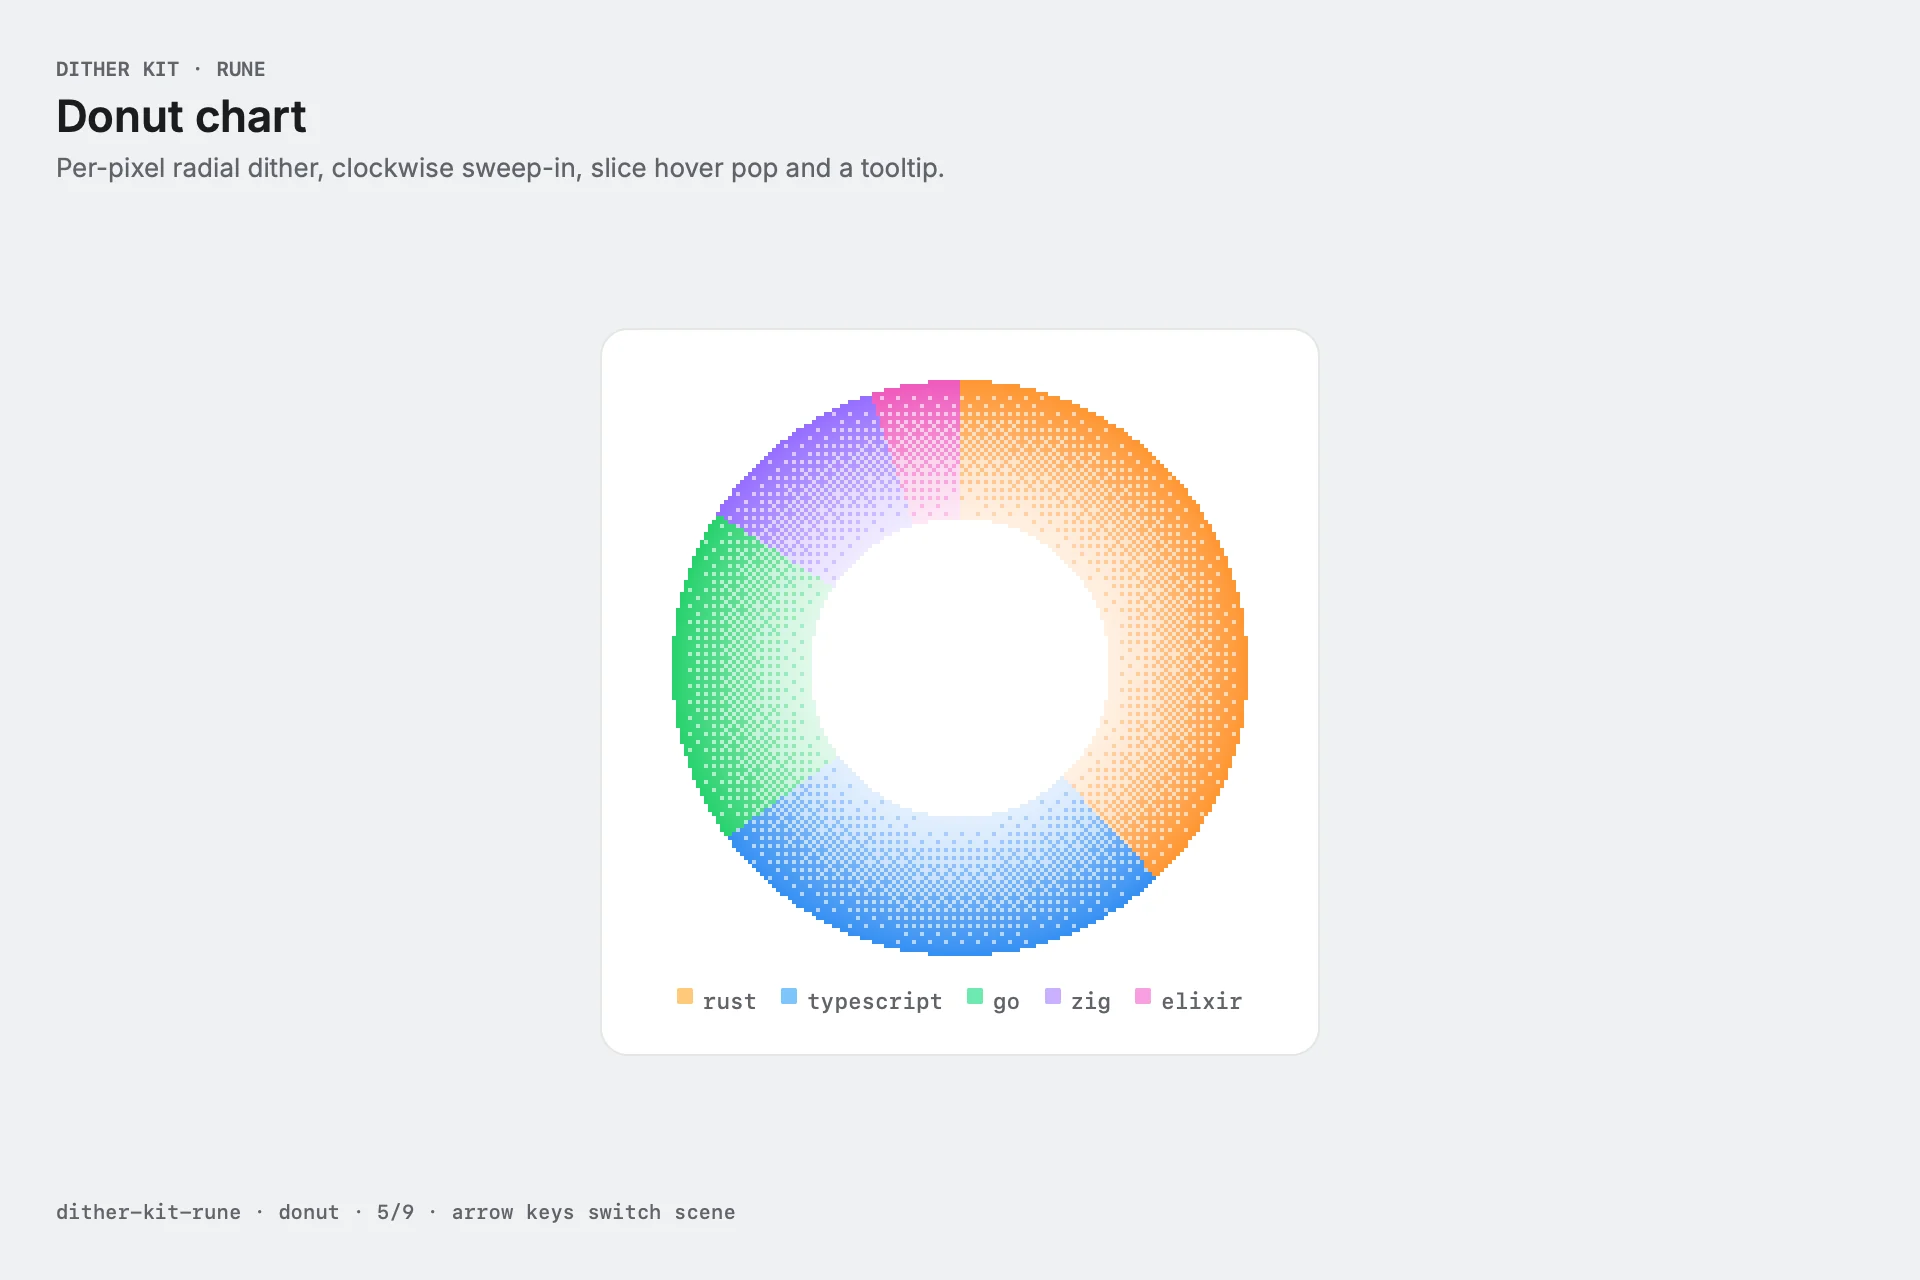 DITHER KIT · RUNE
Donut chart
Per-pixel radial dither, clockwise sweep-in, slice hover pop and a tooltip.
rust typescript go zig elixir
dither-kit-rune · donut · 5/9 · arrow keys switch scene